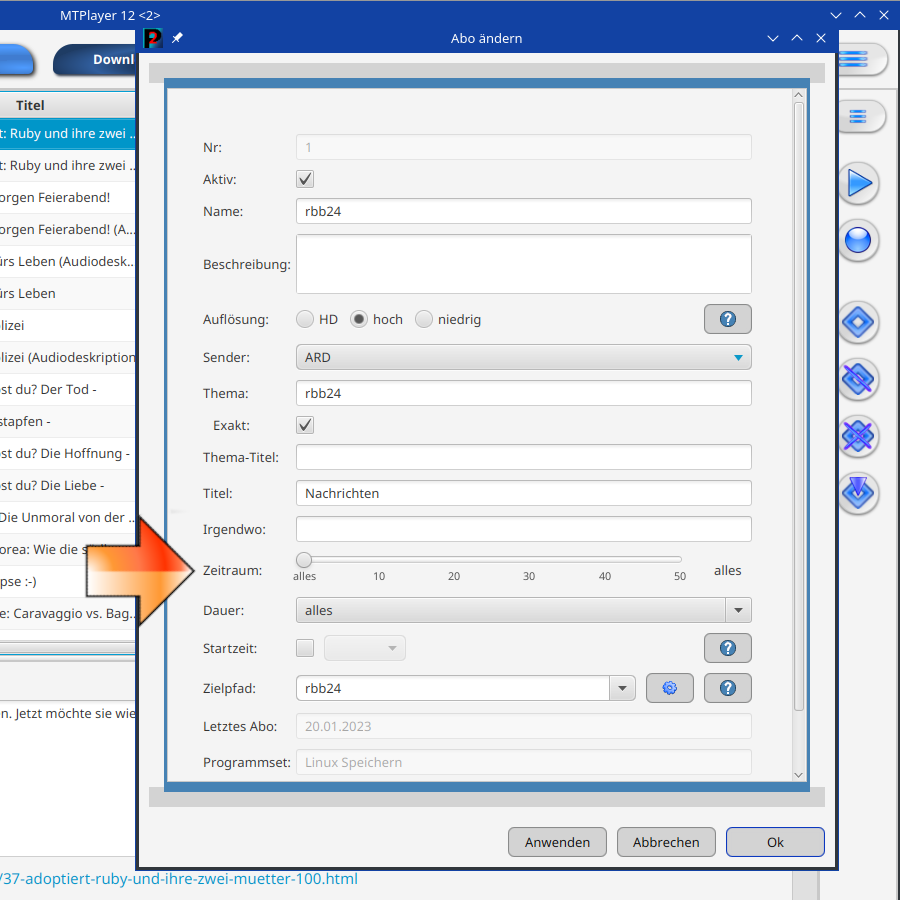 MTPlayer 12 <2>
Abo ändern
Downl
Titel
t: Ruby und ihre zwei ...
t: Ruby und ihre zwei ...
orgen Feierabend!
orgen Feierabend! (A...
ürs Leben (Audiodesk...
ürs Leben
lizei
lizei (Audiodeskription
st du? Der Tod -
stapfen -
st du? Die Hoffnung -
st du? Die Liebe -
Die Unmoral von der ...
orea: Wie die
pse :-)
e: Caravaggio vs. Bag...
n. Jetzt möchte sie wie
/37-adoptiert-ruby-und-ihre-zwei-muetter-100.html
Nr: 1
Aktiv:
Name: rbb24
Beschreibung:
Auflösung: HD hoch niedrig ?
Sender: ARD
Thema: rbb24
Exakt:
Thema-Titel:
Titel: Nachrichten
Irgendwo:
Zeitraum: alles
alles 10 20 30 40 50
Dauer: alles
Startzeit: ?
Zielpfad: rbb24 ?
Letztes Abo: 20.01.2023
Programmset: Linux Speichern
Anwenden Abbrechen Ok